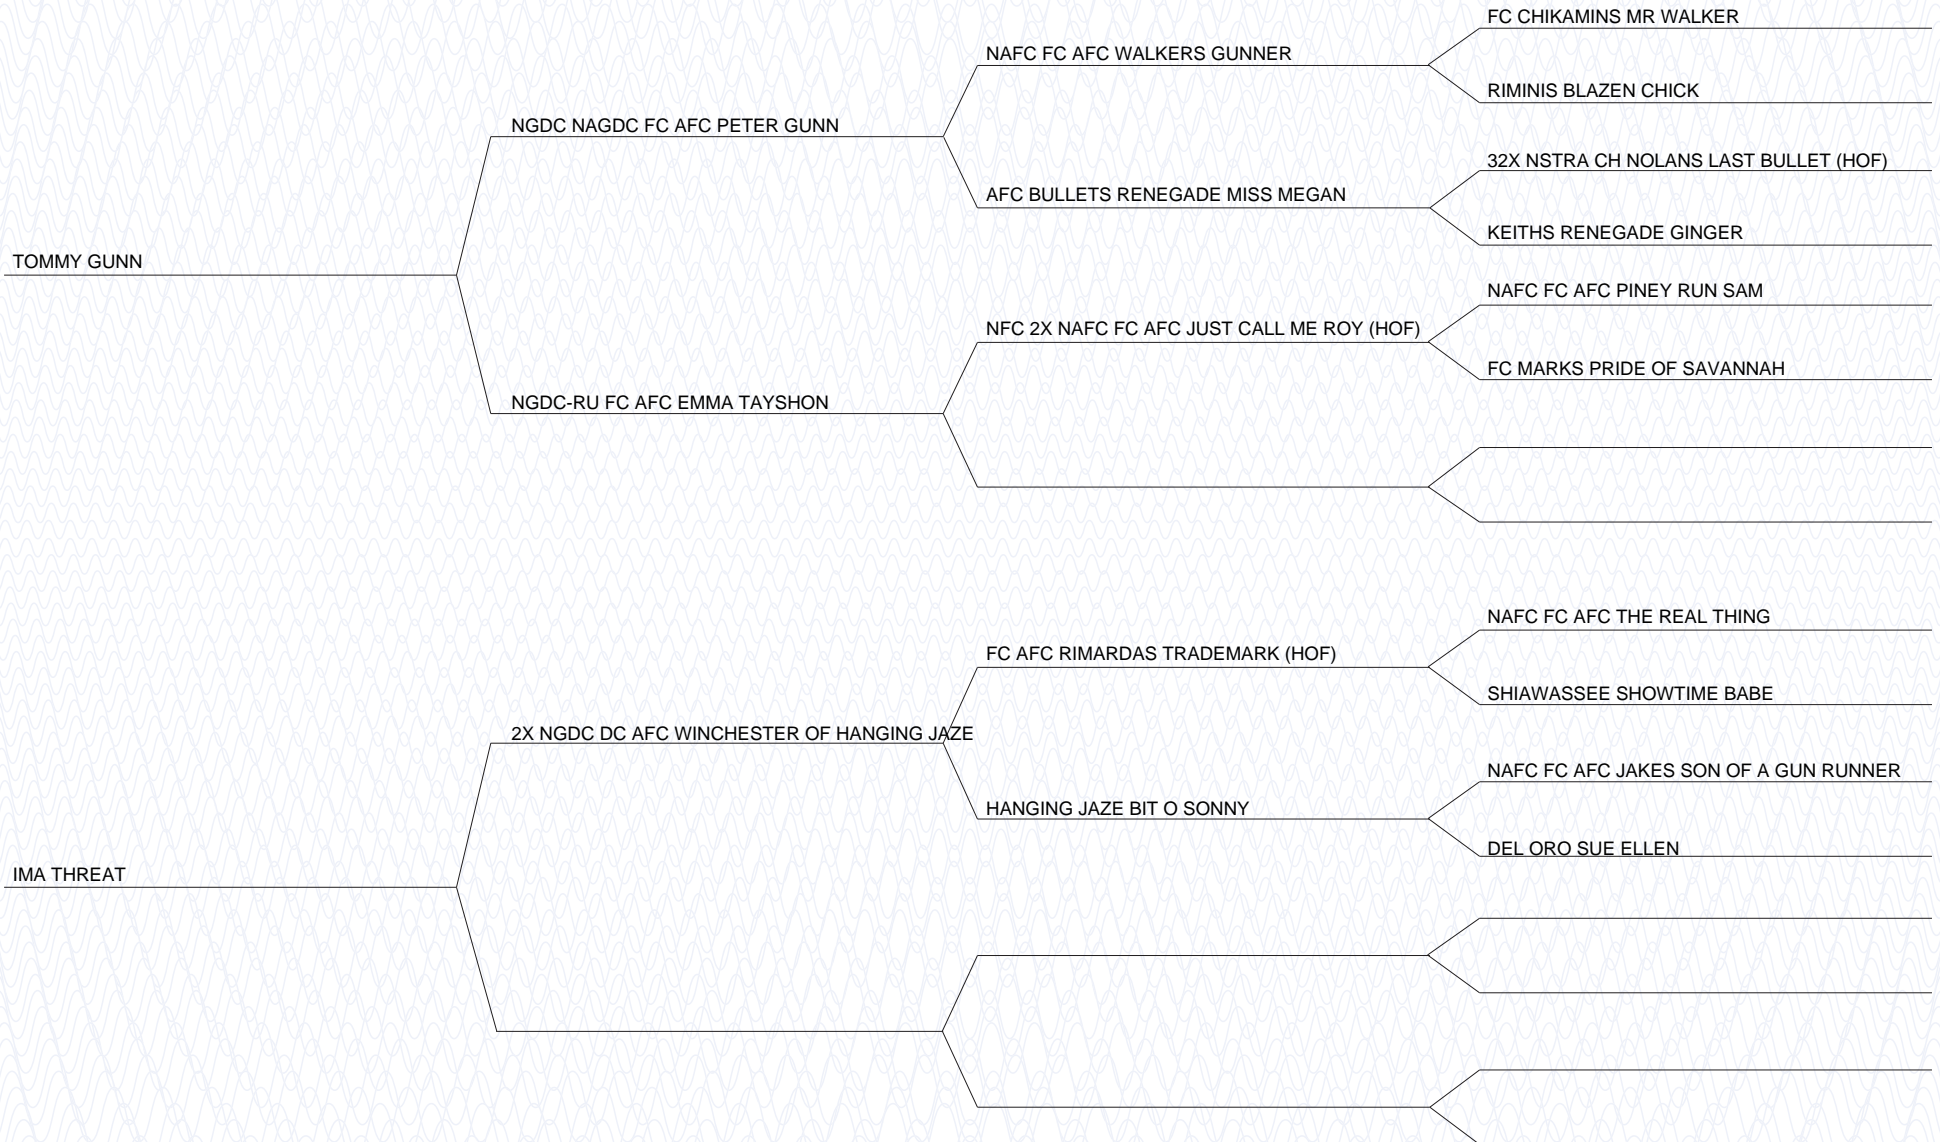 FC CHIKAMINS MR WALKER
NAFC FC AFC WALKERS GUNNER
RIMINIS BLAZEN CHICK
NGDC NAGDC FC AFC PETER GUNN
32X NSTRA CH NOLANS LAST BULLET (HOF)
AFC BULLETS RENEGADE MISS MEGAN
KEITHS RENEGADE GINGER
TOMMY GUNN
NAFC FC AFC PINEY RUN SAM
NFC 2X NAFC FC AFC JUST CALL ME ROY (HOF)
FC MARKS PRIDE OF SAVANNAH
NGDC-RU FC AFC EMMA TAYSHON
NAFC FC AFC THE REAL THING
FC AFC RIMARDAS TRADEMARK (HOF)
SHIAWASSEE SHOWTIME BABE
2X NGDC DC AFC WINCHESTER OF HANGING JAZE
NAFC FC AFC JAKES SON OF A GUN RUNNER
HANGING JAZE BIT O SONNY
DEL ORO SUE ELLEN
IMA THREAT